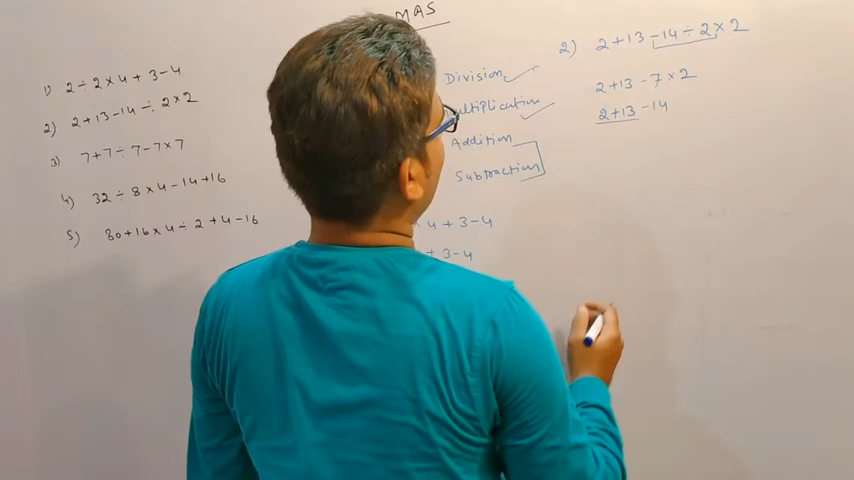 MAS
1) 2÷2×4+3-4
2) 2+13-14÷2×2
3) 7+7÷7-7×7
4) 32÷8×4-14+16
5) 80+16×4÷2+4-16
Division
ultiplication
Addition
Subtraction
× 4 + 3-4
+ 3-4
2) 2+13-14÷2×2
2+13-7×2
2+13-14